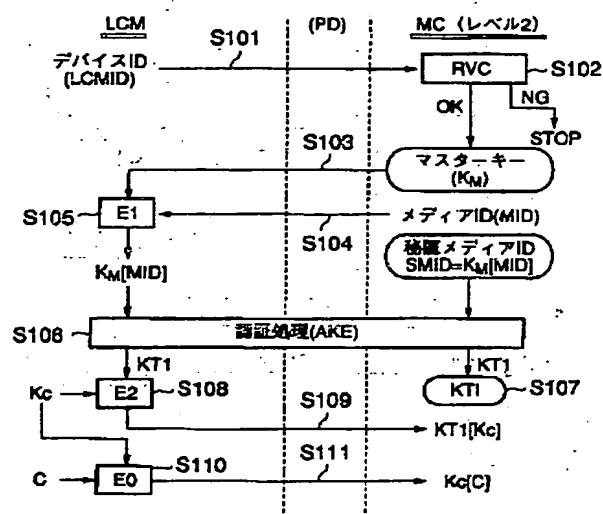 LCM
(PD)
MC (レベル2)
デバイスID
(LCMID)
S101
RVC
S102
OK
NG
STOP
S103
マスターキー
(KM)
S105
E1
S104
メディアID(MID)
KM[MID]
秘匿メディアID
SMID=KM[MID]
S106
認証処理(AKE)
KT1
KT1
Kc
E2
S108
KTI
S107
S109
KT1[Kc]
C
E0
S110
S111
Kc[C]